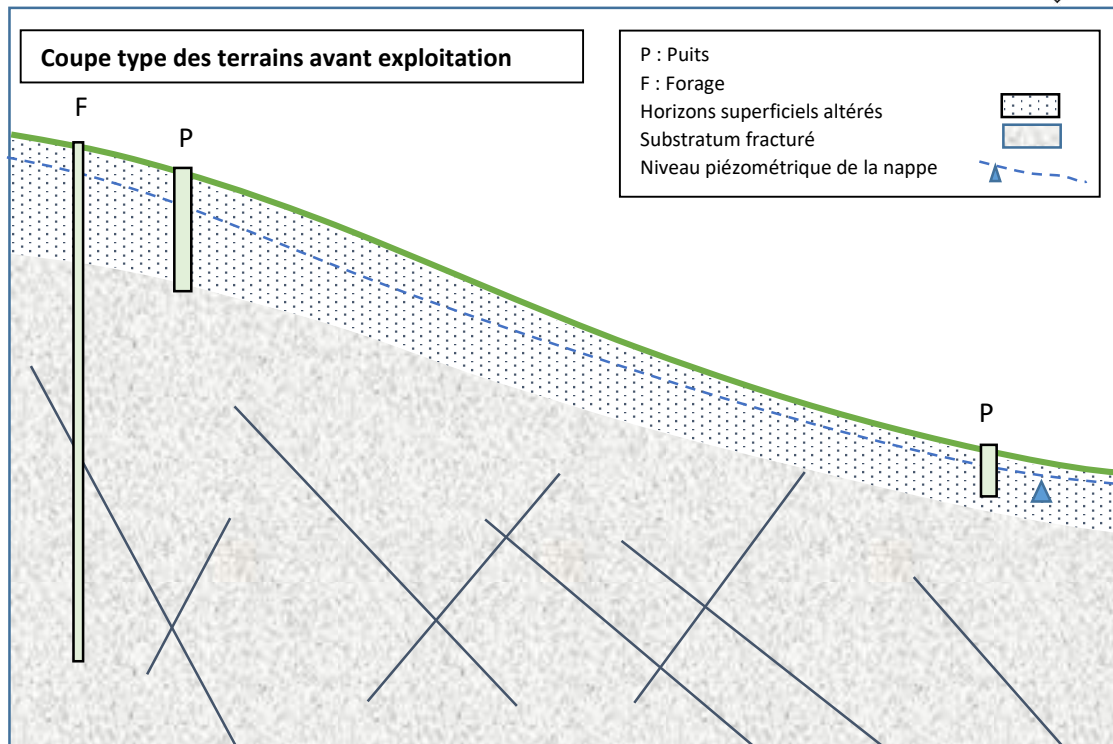 Coupe type des terrains avant exploitation
P : Puits
F : Forage
Horizons superficiels altérés
Substratum fracturé
Niveau piézométrique de la nappe
F
P
P